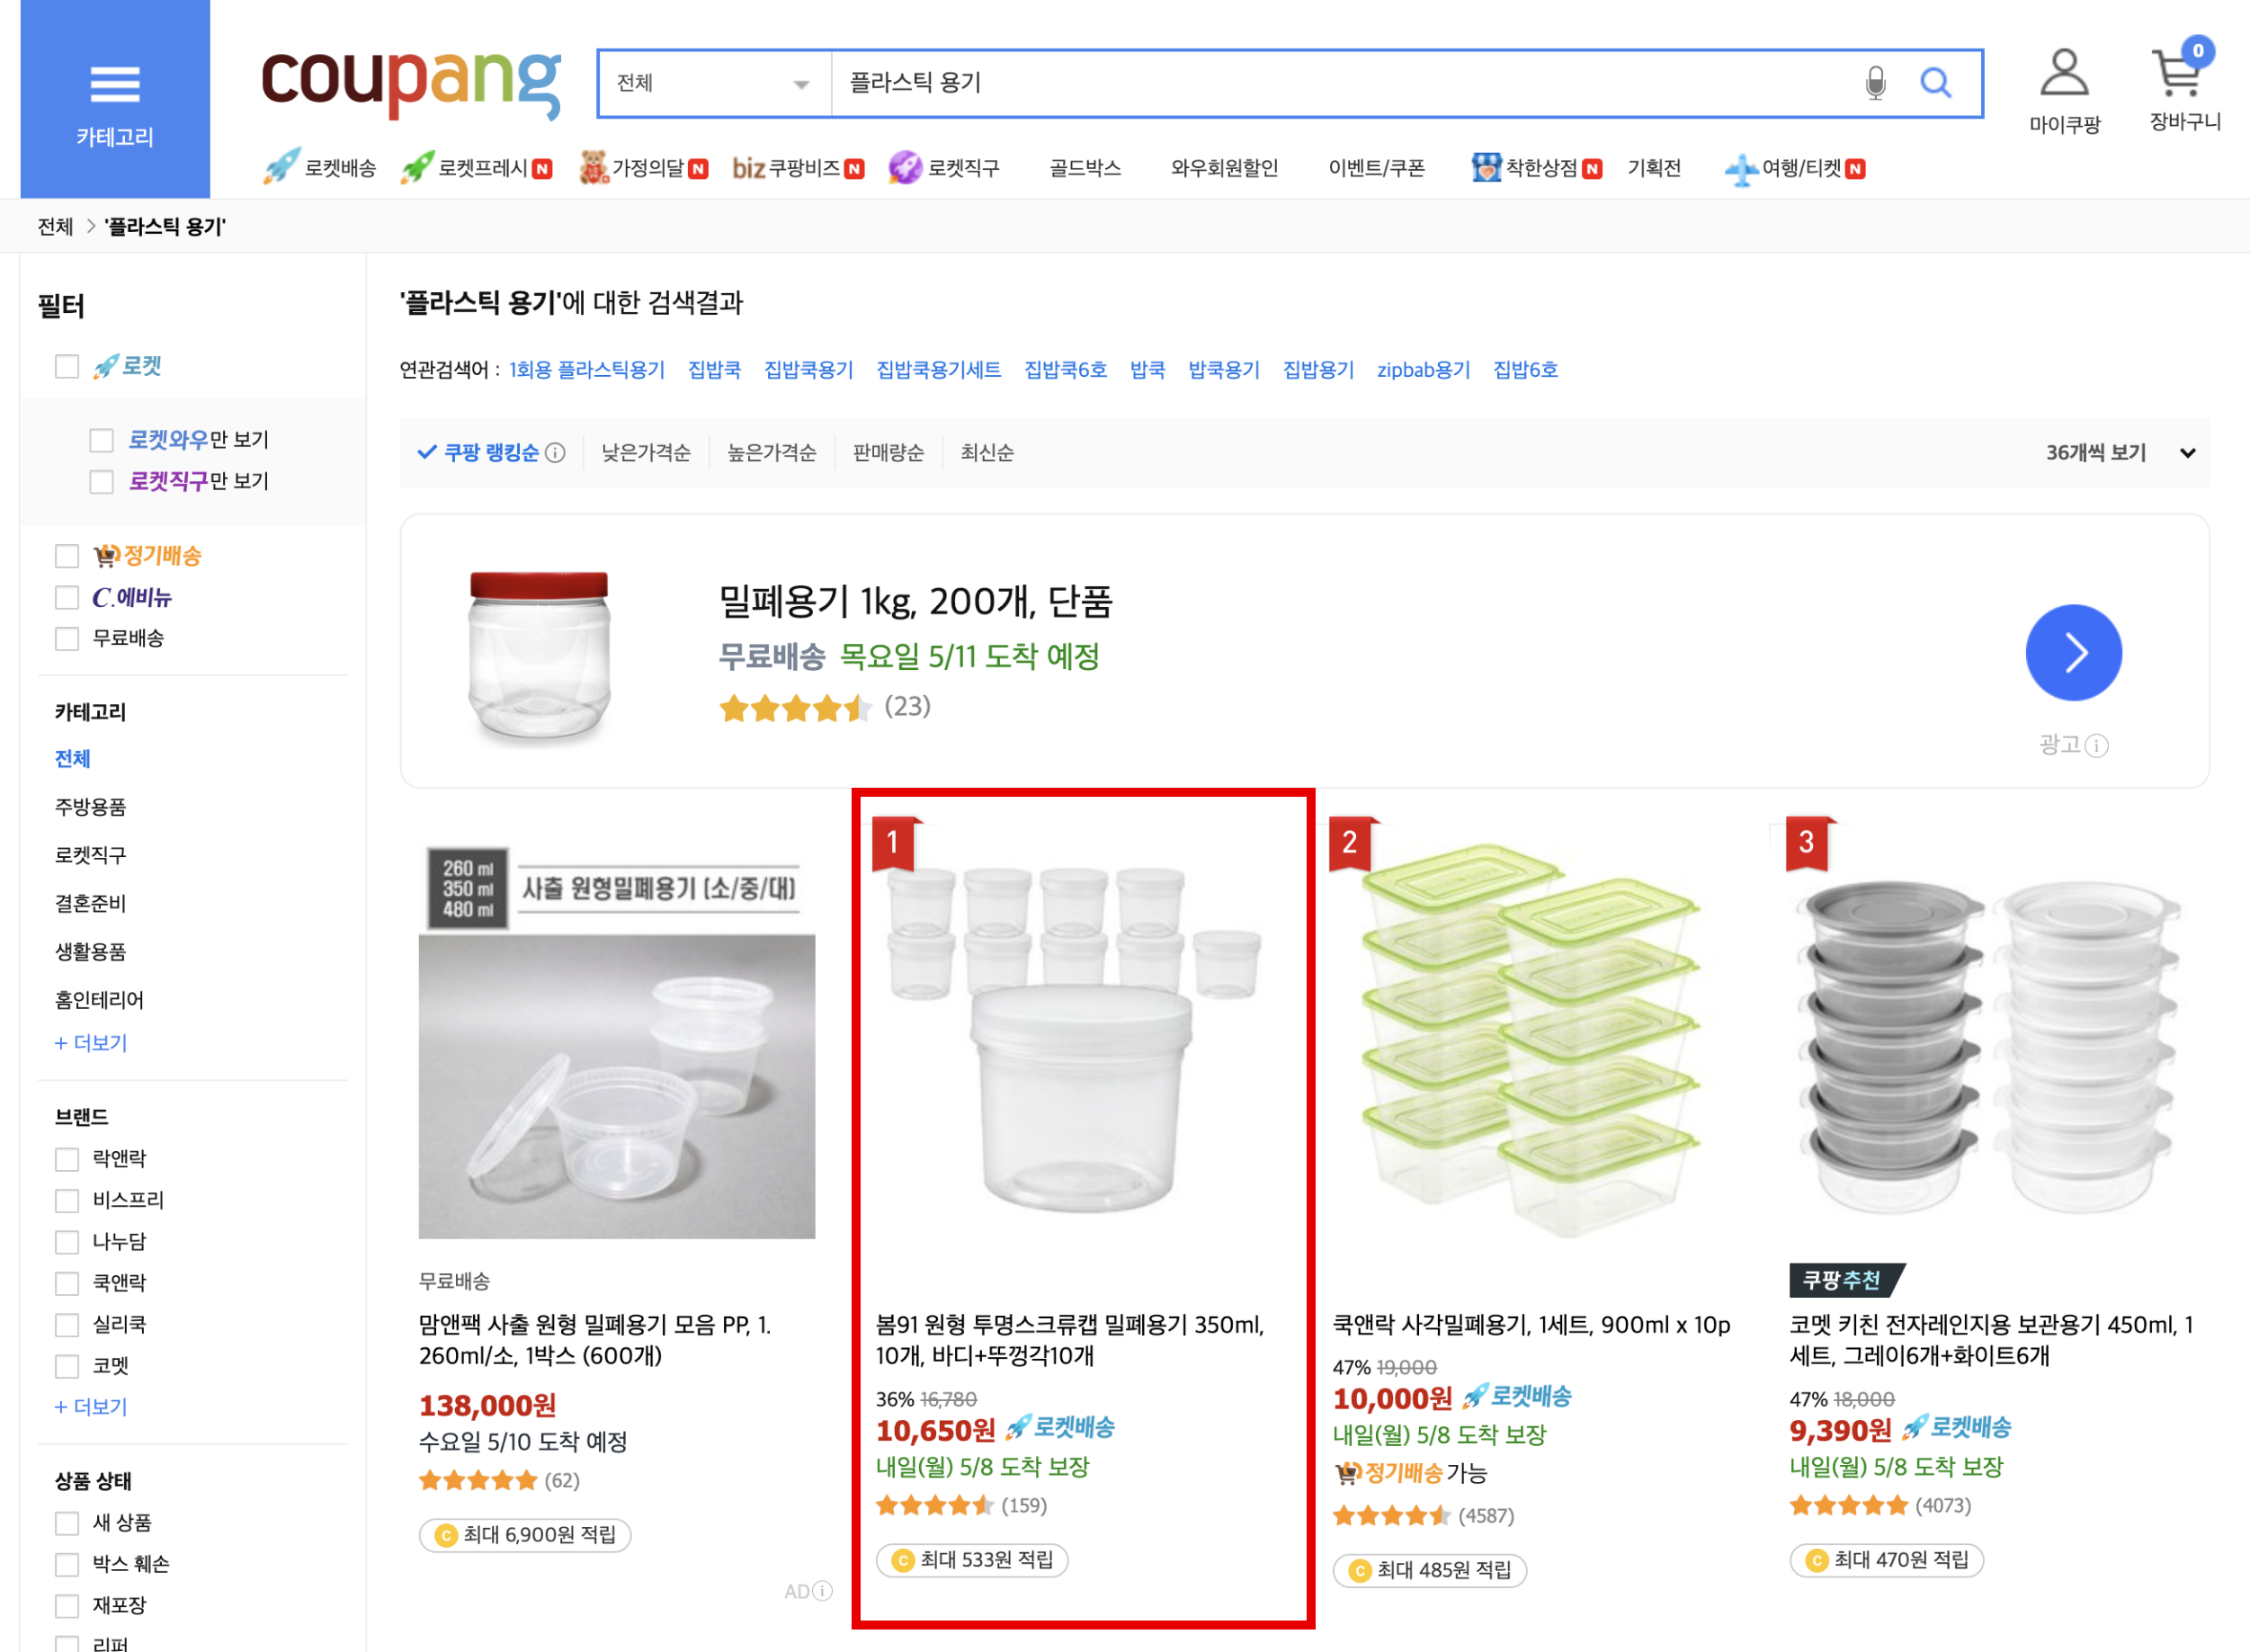 카테고리
coupang
전체
플라스틱 용기
마이쿠팡
0
장바구니
로켓배송
로켓프레시 N
가정의달 N
biz 쿠팡비즈 N
로켓직구
골드박스
와우회원할인
이벤트/쿠폰
착한상점 N
기획전
여행/티켓 N
전체 > '플라스틱 용기'
필터
로켓
로켓와우만 보기
로켓직구만 보기
정기배송
C.에비뉴
무료배송
카테고리
전체
주방용품
로켓직구
결혼준비
생활용품
홈인테리어
+ 더보기
브랜드
락앤락
비스프리
나누담
쿡앤락
실리쿡
코멧
+ 더보기
상품 상태
새 상품
박스 훼손
재포장
리퍼
'플라스틱 용기'에 대한 검색결과
연관검색어 : 1회용 플라스틱용기 집밥쿡 집밥쿡용기 집밥쿡용기세트 집밥쿡6호 밥쿡 밥쿡용기 집밥용기 zipbab용기 집밥6호
쿠팡 랭킹순 낮은가격순 높은가격순 판매량순 최신순
36개씩 보기
밀폐용기 1kg, 200개, 단품
무료배송 목요일 5/11 도착 예정
(23)
광고
260 ml
350 ml
480 ml
사출 원형밀폐용기 (소/중/대)
무료배송
맘앤팩 사출 원형 밀폐용기 모음 PP, 1.
260ml/소, 1박스 (600개)
138,000원
수요일 5/10 도착 예정
(62)
최대 6,900원 적립
AD
1
봄91 원형 투명스크류캡 밀폐용기 350ml,
10개, 바디+뚜껑각10개
36% 16,780
10,650원 로켓배송
내일(월) 5/8 도착 보장
(159)
최대 533원 적립
2
쿡앤락 사각밀폐용기, 1세트, 900ml x 10p
47% 19,000
10,000원 로켓배송
내일(월) 5/8 도착 보장
정기배송 가능
(4587)
최대 485원 적립
3
쿠팡추천
코멧 키친 전자레인지용 보관용기 450ml, 1
세트, 그레이6개+화이트6개
47% 18,000
9,390원 로켓배송
내일(월) 5/8 도착 보장
(4073)
최대 470원 적립